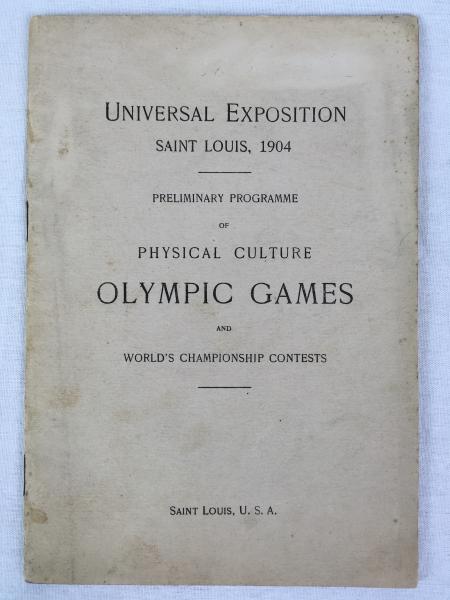 UNIVERSAL EXPOSITION
SAINT LOUIS, 1904
PRELIMINARY PROGRAMME
OF
PHYSICAL CULTURE
OLYMPIC GAMES
AND
WORLD'S CHAMPIONSHIP CONTESTS
SAINT LOUIS, U. S. A.